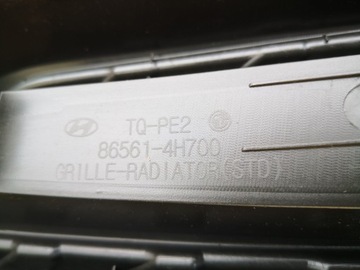 TQ-PE2
86561-4H700
GRILLE-RADIATOR(STD)